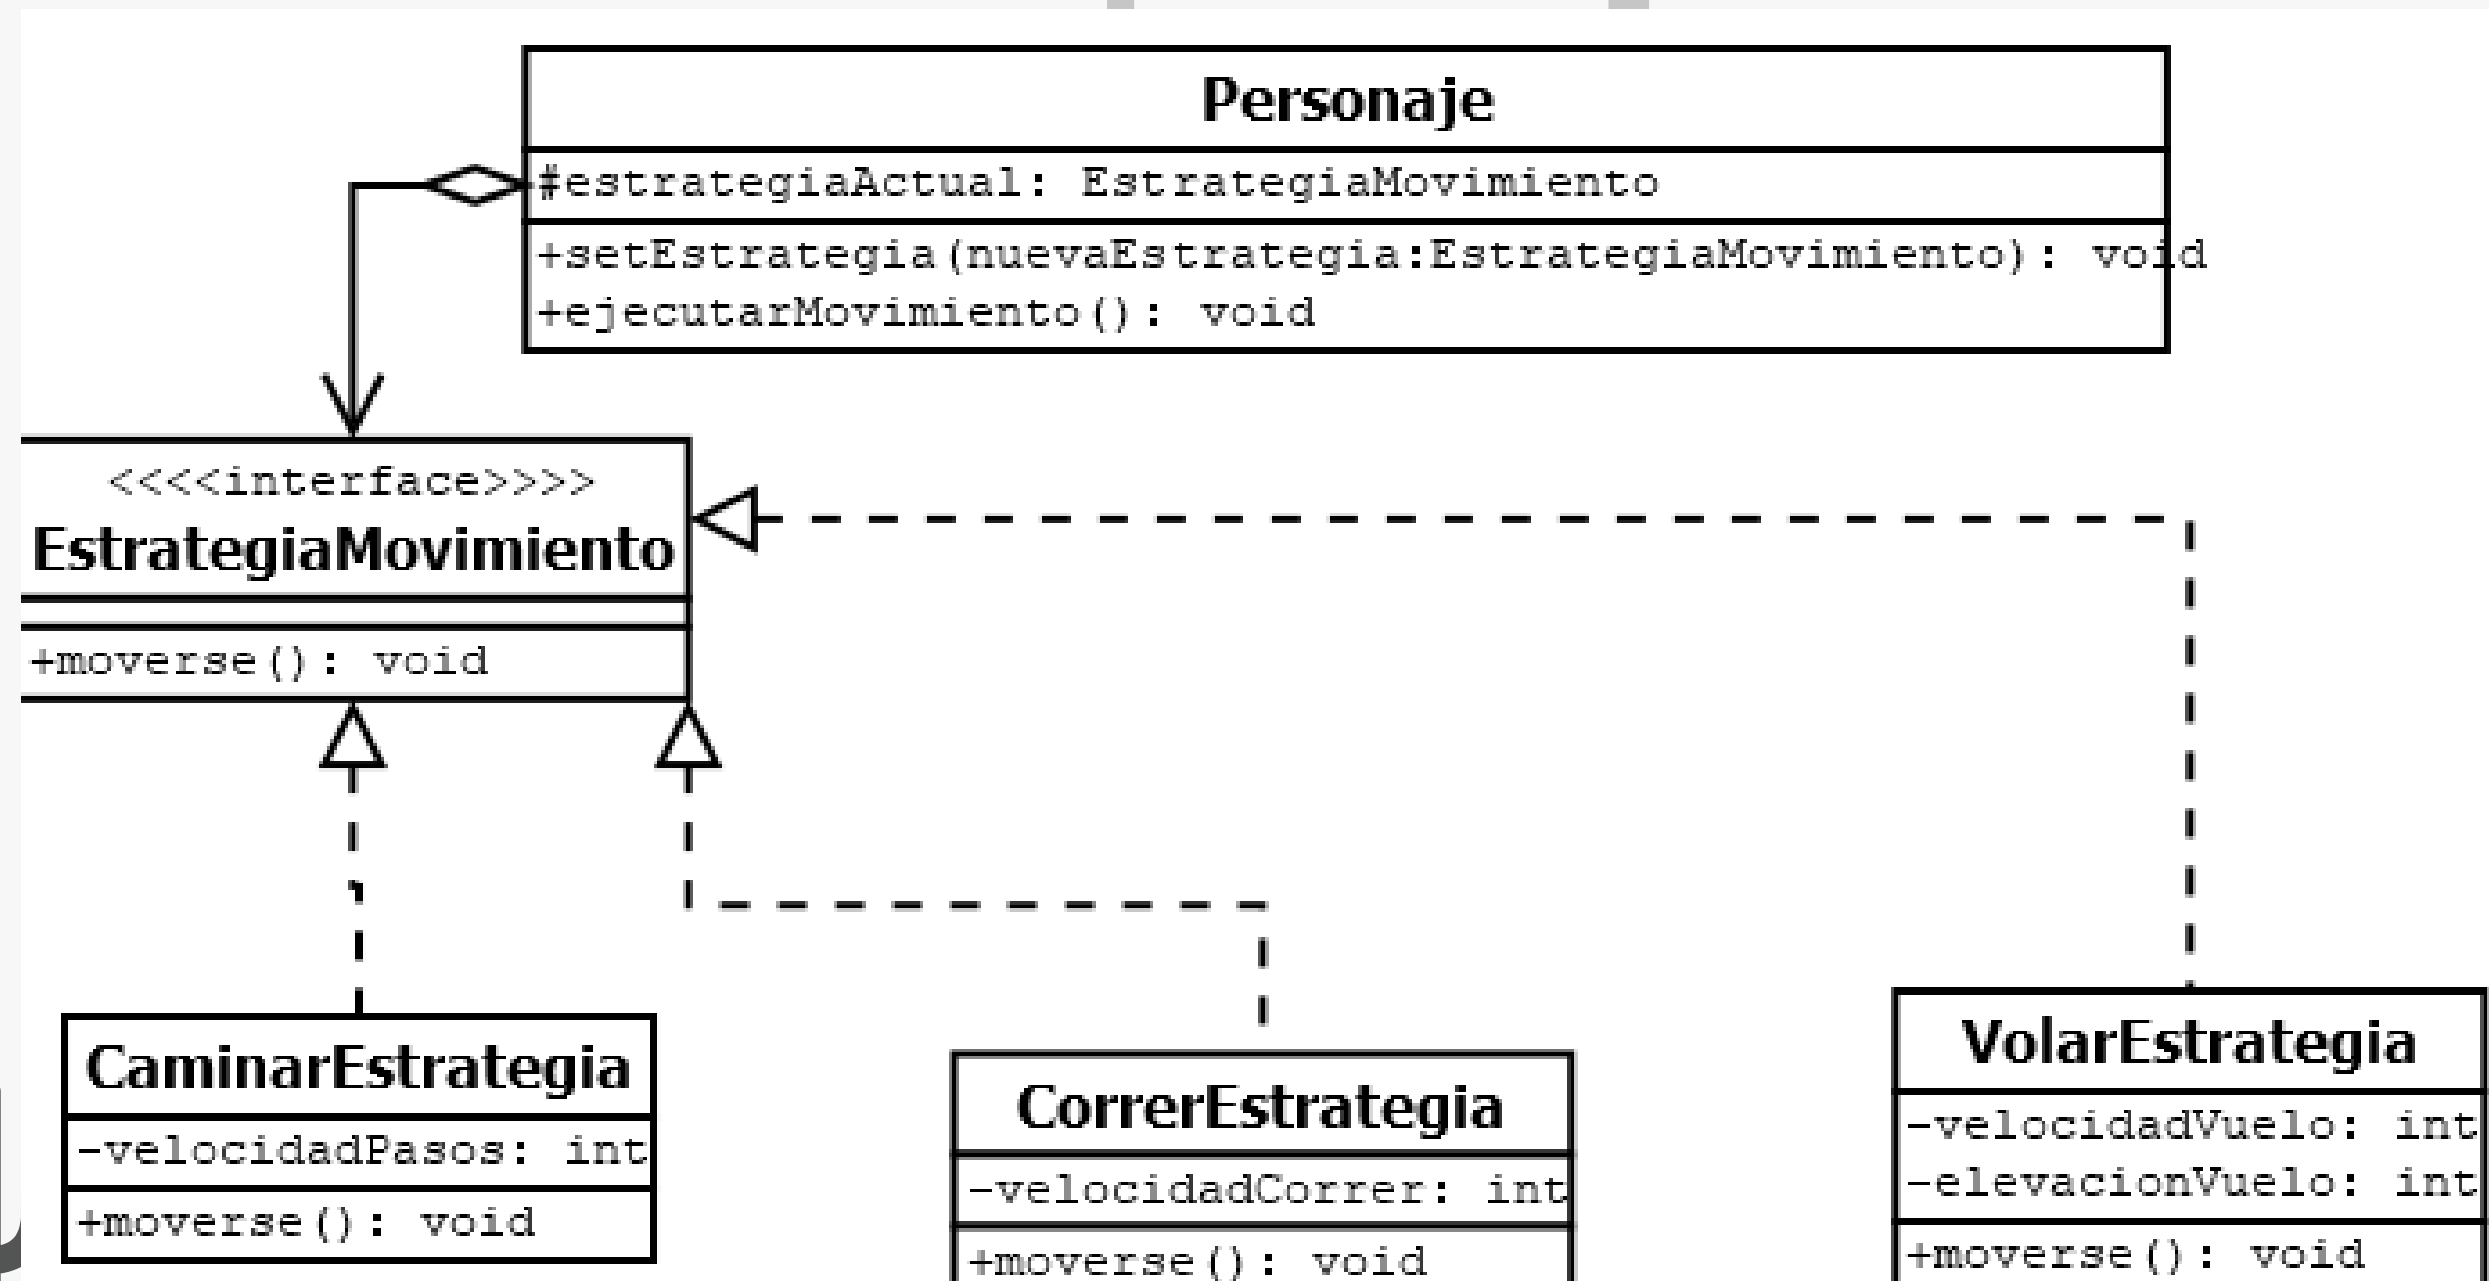 Personaje
#estrategiaActual: EstrategiaMovimiento
+setEstrategia(nuevaEstrategia:EstrategiaMovimiento): void
+ejecutarMovimiento(): void
<<<<interface>>>>
EstrategiaMovimiento
+moverse(): void
CaminarEstrategia
-velocidadPasos: int
+moverse(): void
CorrerEstrategia
-velocidadCorrer: int
+moverse(): void
VolarEstrategia
-velocidadVuelo: int
-elevacionVuelo: int
+moverse(): void